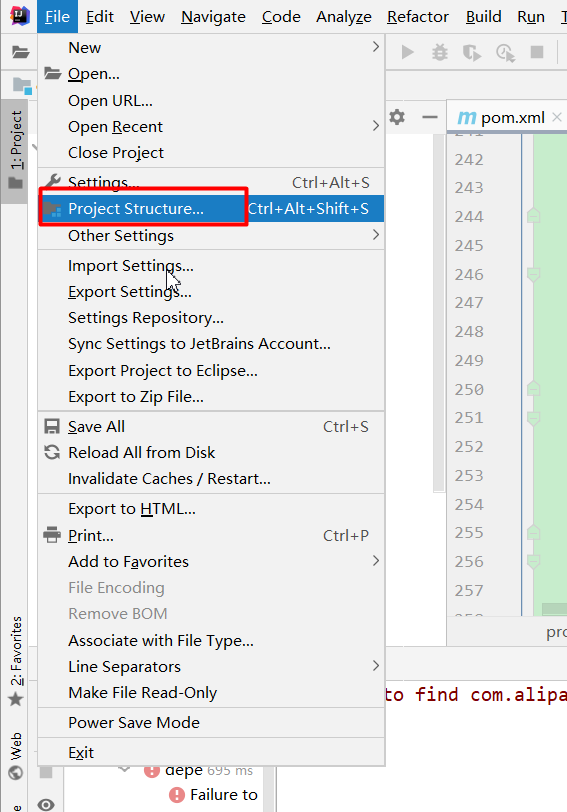 File Edit View Navigate Code Analyze Refactor Build Run
New
Open...
Open URL...
Open Recent
Close Project
Settings... Ctrl+Alt+S
Project Structure... Ctrl+Alt+Shift+S
Other Settings
Import Settings...
Export Settings...
Settings Repository...
Sync Settings to JetBrains Account...
Export Project to Eclipse...
Export to Zip File...
Save All Ctrl+S
Reload All from Disk
Invalidate Caches / Restart...
Export to HTML...
Print... Ctrl+P
Add to Favorites
File Encoding
Remove BOM
Associate with File Type...
Line Separators
Make File Read-Only
Power Save Mode
Exit
1: Project
2: Favorites
Web
pom.xml
242
243
244
245
246
247
248
249
250
251
252
253
254
255
256
257
pro
to find com.alipa
depe 695 ms
Failure to